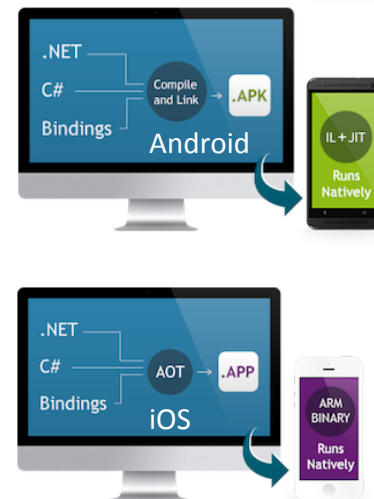 .NET
C#
Bindings
Compile
and Link
.APK
Android
IL+JIT
Runs
Natively
.NET
C#
Bindings
AOT
.APP
iOS
ARM
BINARY
Runs
Natively